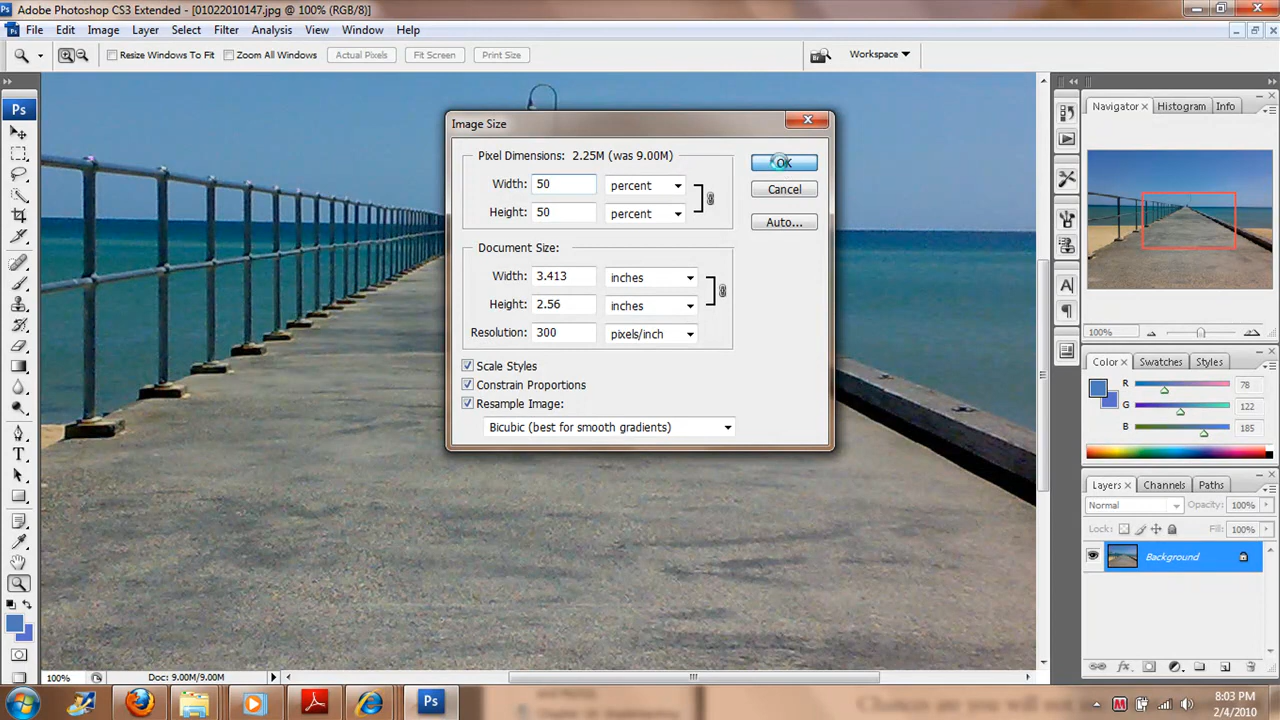 Adobe Photoshop CS3 Extended - [01022010147.jpg @ 100% (RGB/8)]
File Edit Image Layer Select Filter Analysis View Window Help
Resize Windows To Fit Zoom All Windows Actual Pixels Fit Screen Print Size Workspace
Ps
Image Size
Pixel Dimensions: 2.25M (was 9.00M)
Width: 50 percent
Height: 50 percent
Document Size:
Width: 3.413 inches
Height: 2.56 inches
Resolution: 300 pixels/inch
Scale Styles
Constrain Proportions
Resample Image:
Bicubic (best for smooth gradients)
OK
Cancel
Auto...
Navigator Histogram Info
100%
Color Swatches Styles
R 78
G 122
B 185
Layers Channels Paths
Normal Opacity: 100%
Lock: Fill: 100%
Background
100% Doc: 9.00M/9.00M
Ps
8:03 PM
2/4/2010